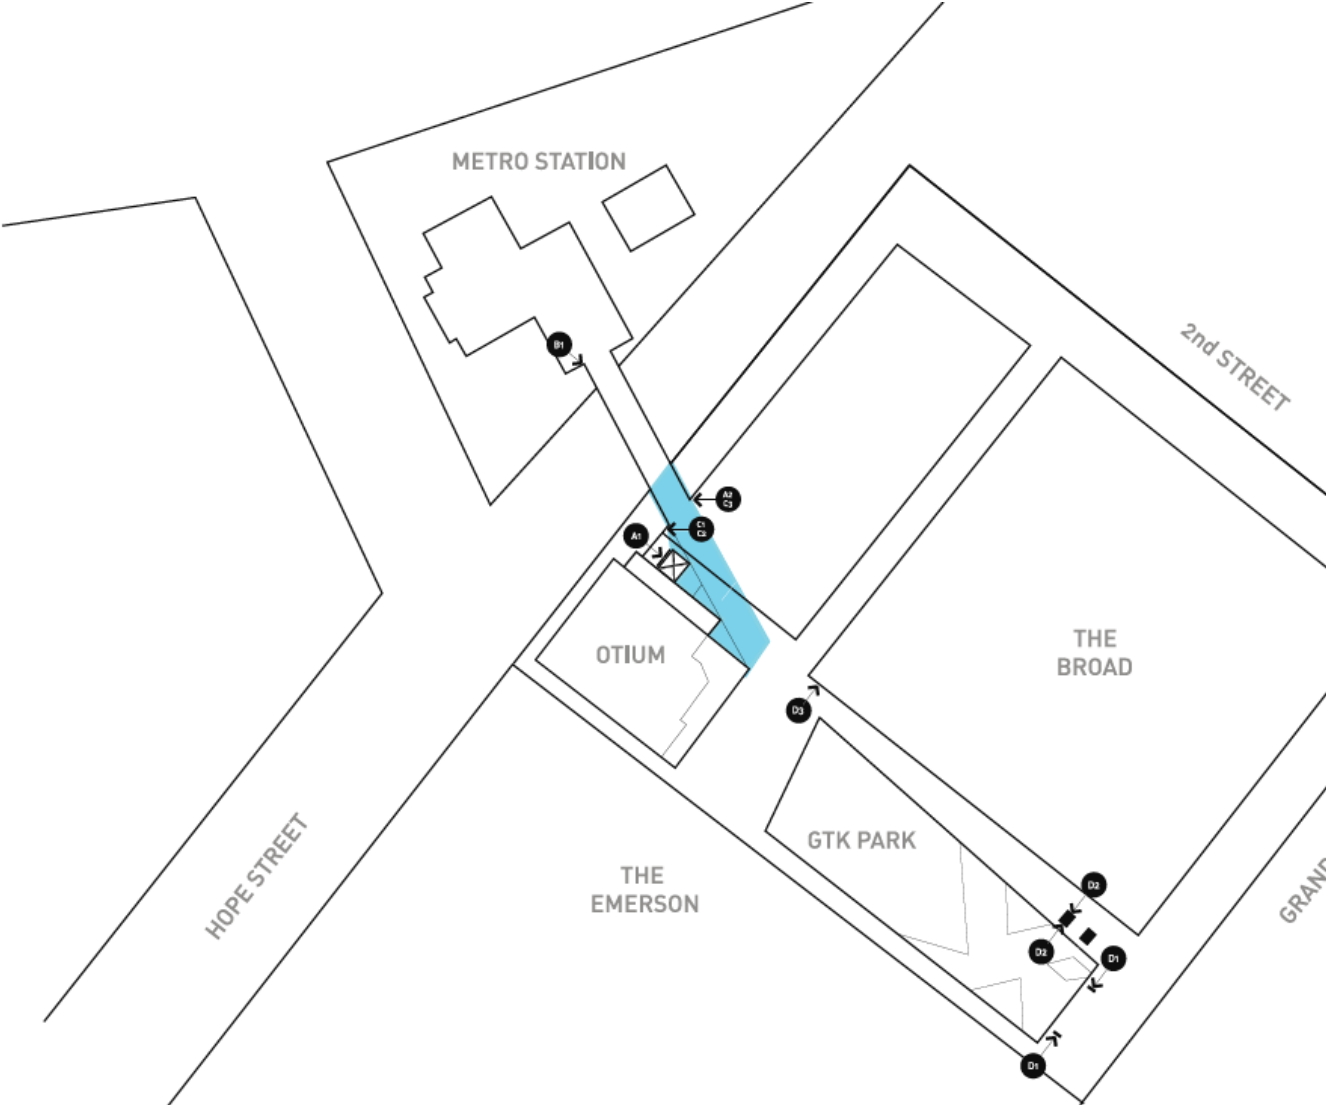 METRO STATION
2nd STREET
B1
A2
C3
C1
C2
A1
OTIUM
THE
BROAD
D3
GTK PARK
HOPE STREET
THE
EMERSON
D2
GRAND
D2
D1
D1